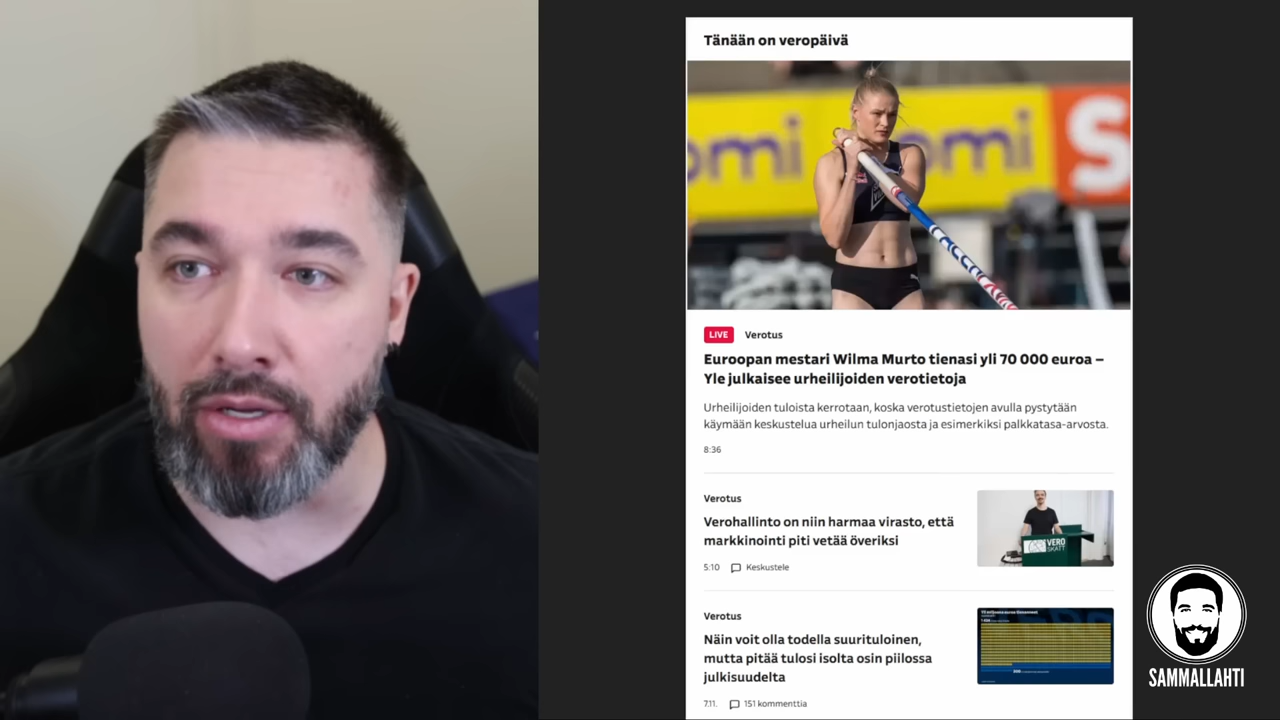 Tänään on veropäivä
omi
omi
S
LIVE Verotus
Euroopan mestari Wilma Murto tienasi yli 70 000 euroa –
Yle julkaisee urheilijoiden verotietoja
Urheilijoiden tuloista kerrotaan, koska verotustietojen avulla pystytään
käymään keskustelua urheilun tulonjaosta ja esimerkiksi palkkatasa-arvosta.
8:36
Verotus
Verohallinto on niin harmaa virasto, että
markkinointi piti vetää överiksi
5:10 Keskustele
VERO
SKATT
Verotus
Näin voit olla todella suurituloinen,
mutta pitää tulosi isolta osin piilossa
julkisuudelta
7.11. 151 kommenttia
SAMMALLAHTI